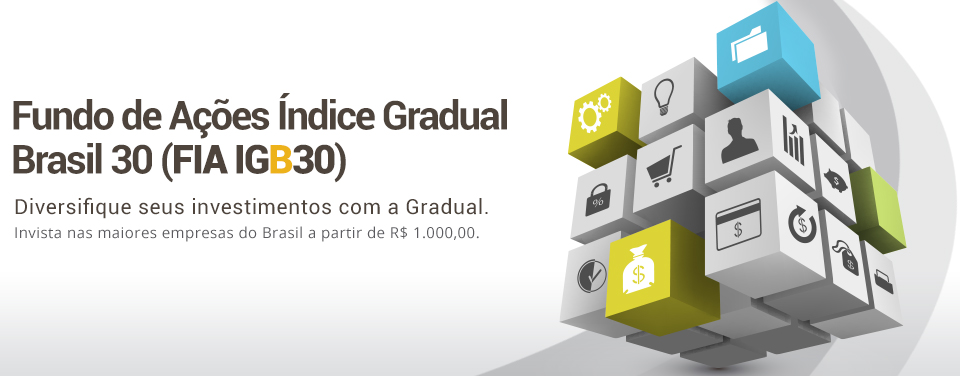 Fundo de Ações Índice Gradual
Brasil 30 (FIA IGB30)
Diversifique seus investimentos com a Gradual.
Invista nas maiores empresas do Brasil a partir de R$ 1.000,00.
%
$
$
$
$
$